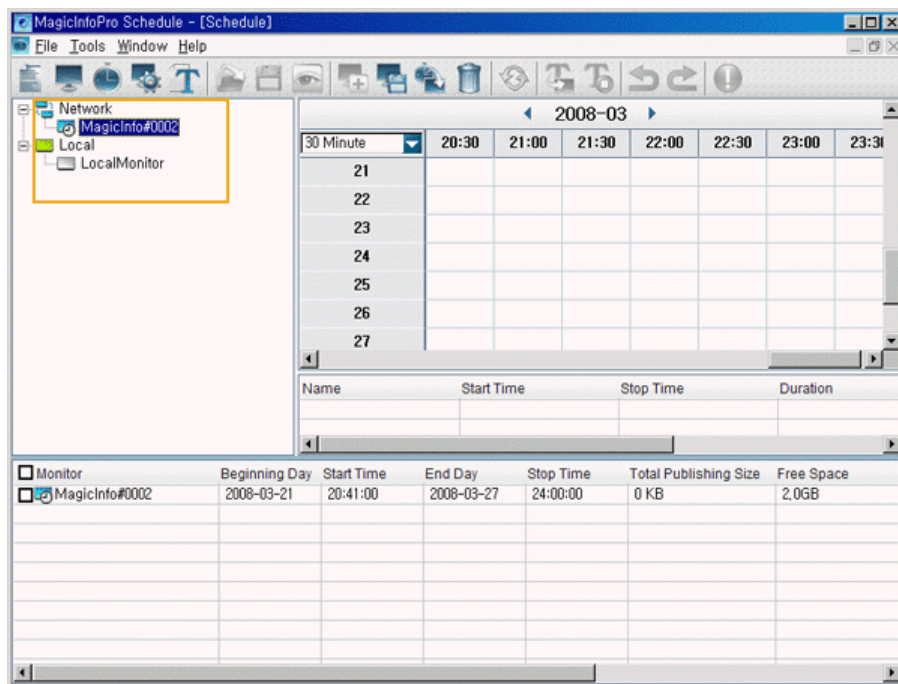 MagicInfoPro Schedule - [Schedule]
File Tools Window Help
Network
MagicInfo#0002
Local
LocalMonitor
2008-03
30 Minute 20:30 21:00 21:30 22:00 22:30 23:00 23:30
21
22
23
24
25
26
27
Name Start Time Stop Time Duration
Monitor Beginning Day Start Time End Day Stop Time Total Publishing Size Free Space
MagicInfo#0002 2008-03-21 20:41:00 2008-03-27 24:00:00 0 KB 2,0GB